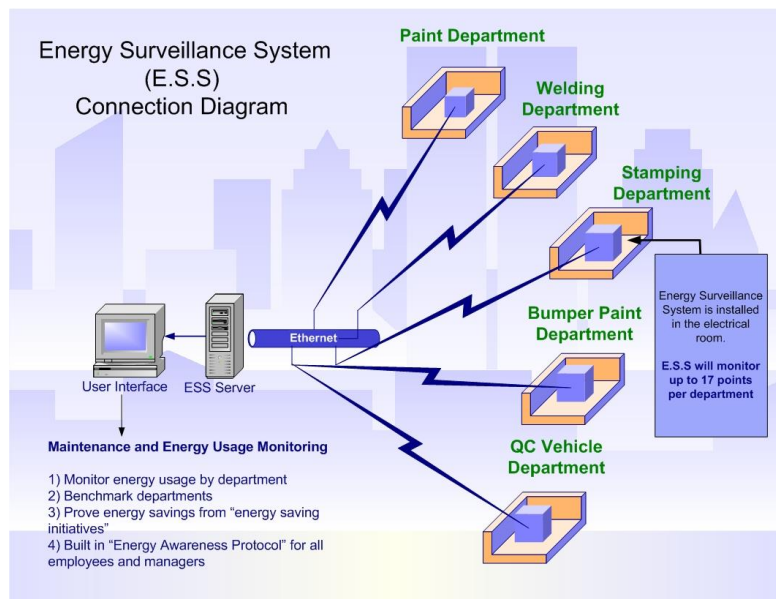 Energy Surveillance System
(E.S.S)
Connection Diagram
Paint Department
Welding
Department
Stamping
Department
Energy Surveillance
System is installed
in the electrical
room.
E.S.S will monitor
up to 17 points
per department
Bumper Paint
Department
Ethernet
User Interface
ESS Server
QC Vehicle
Department
Maintenance and Energy Usage Monitoring
1) Monitor energy usage by department
2) Benchmark departments
3) Prove energy savings from “energy saving
initiatives”
4) Built in “Energy Awareness Protocol” for all
employees and managers